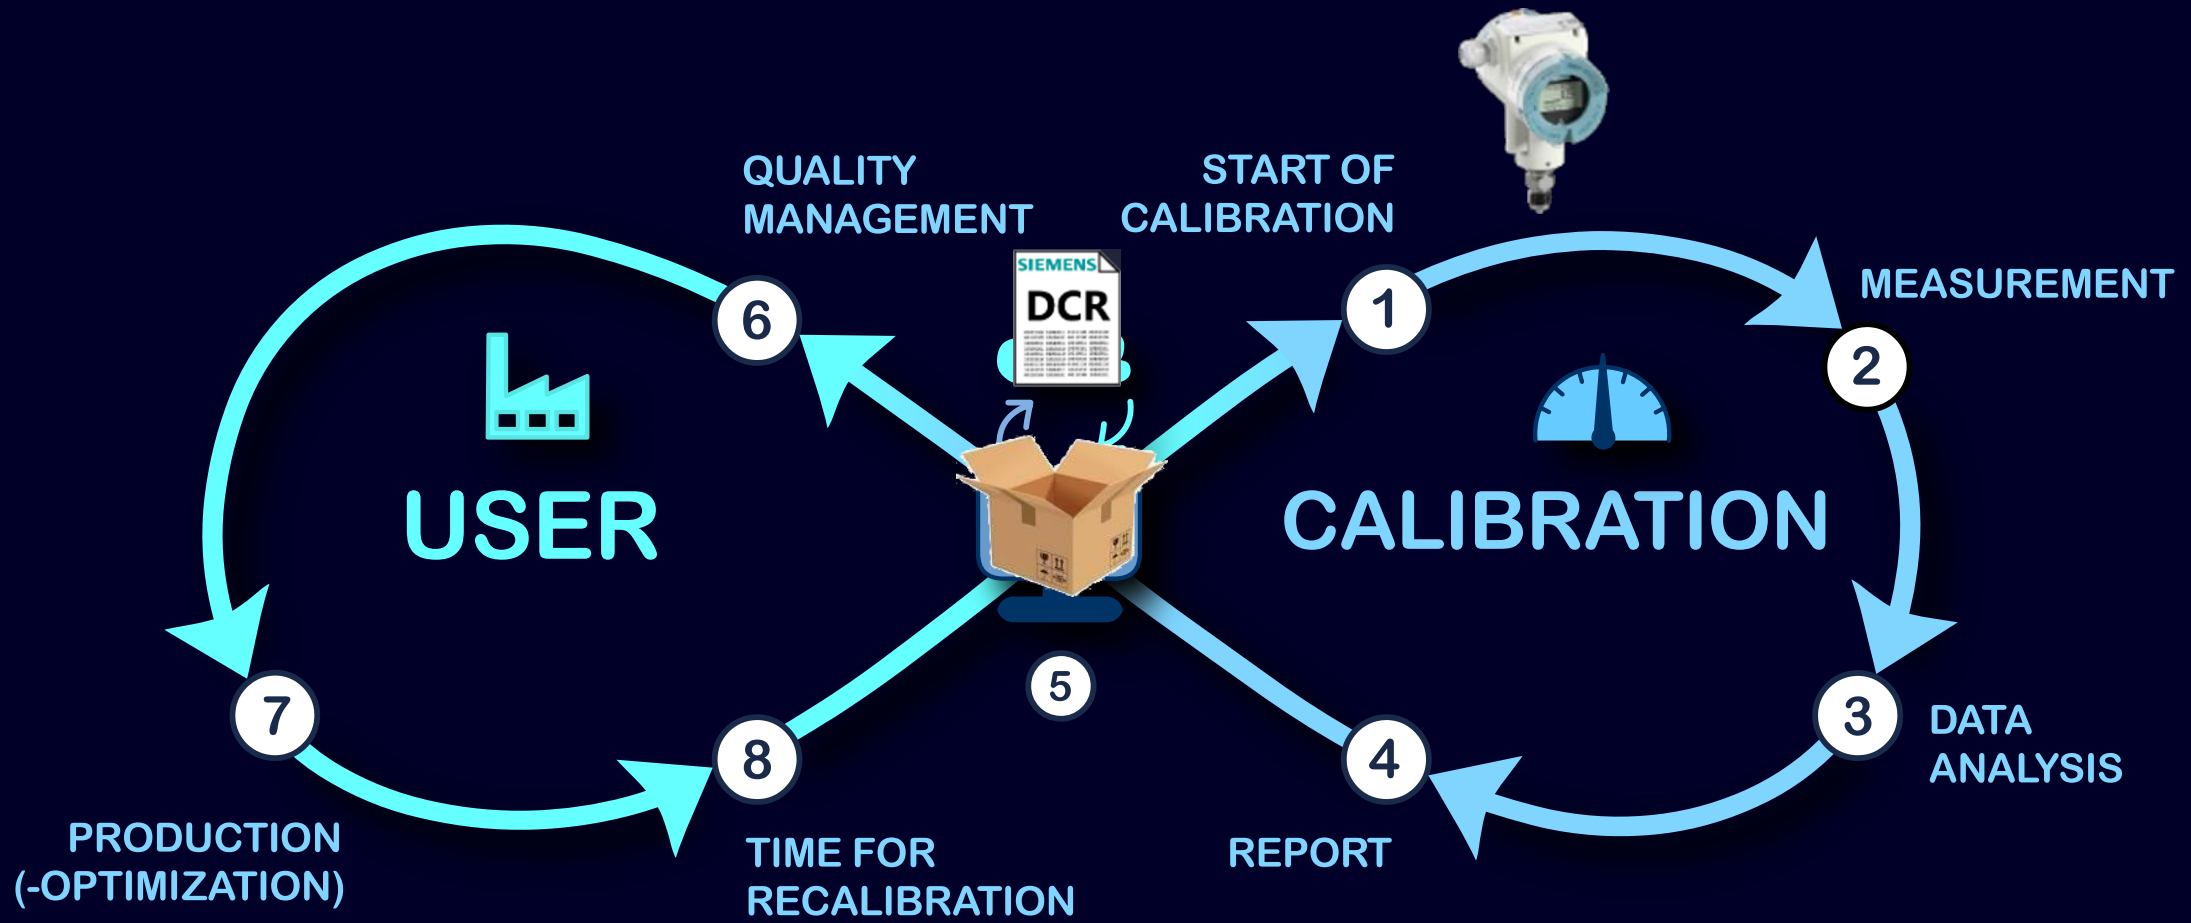 QUALITY
MANAGEMENT
START OF
CALIBRATION
MEASUREMENT
SIEMENS
DCR
6
1
2
USER
CALIBRATION
5
7
8
4
3
DATA
ANALYSIS
PRODUCTION
(-OPTIMIZATION)
TIME FOR
RECALIBRATION
REPORT